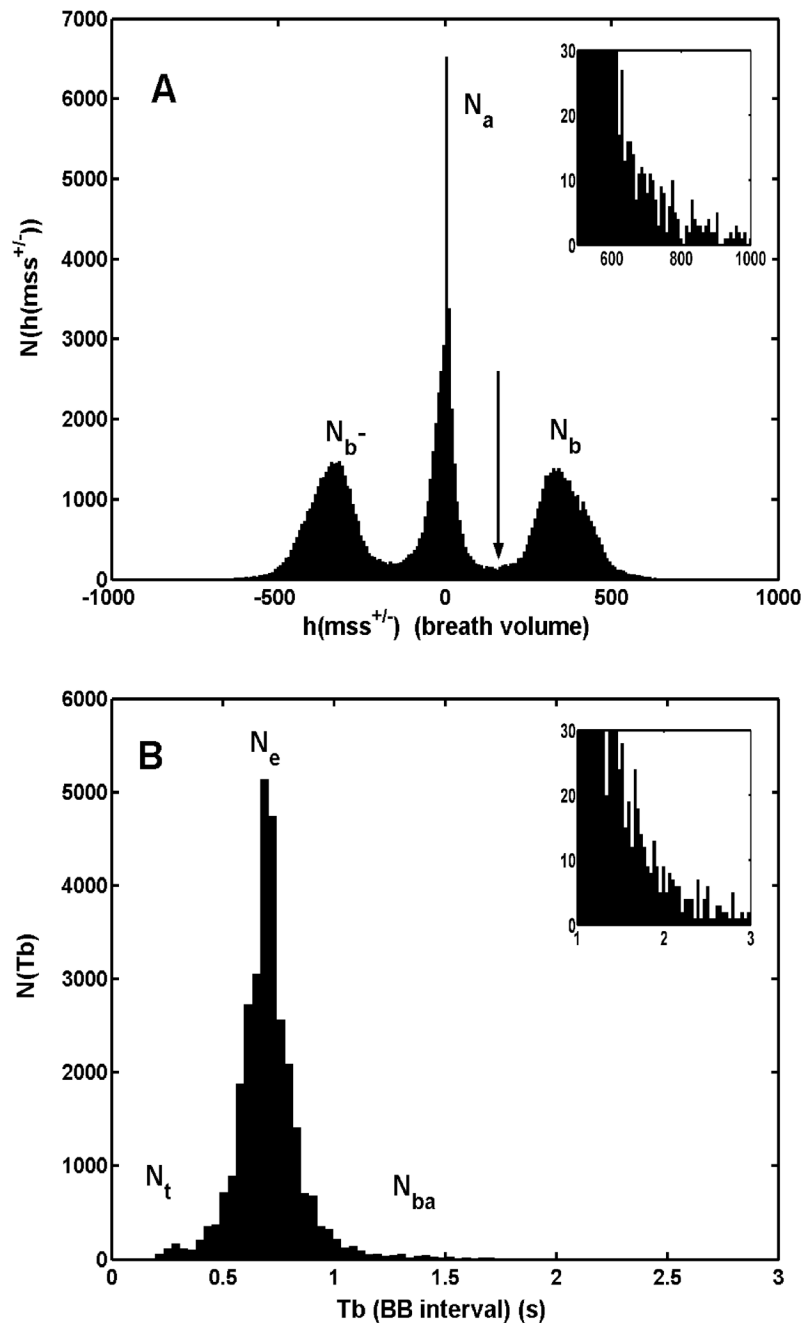 A
N(h(mss+/-))
7000
6000
5000
4000
3000
2000
1000
0
Na
Nb-
Nb
30
20
10
0
600 800 1000
-1000 -500 0 500 1000
h(mss+/-) (breath volume)
B
N(Tb)
6000
5000
4000
3000
2000
1000
0
Ne
Nt
Nba
30
20
10
0
1 2 3
0 0.5 1 1.5 2 2.5 3
Tb (BB interval) (s)